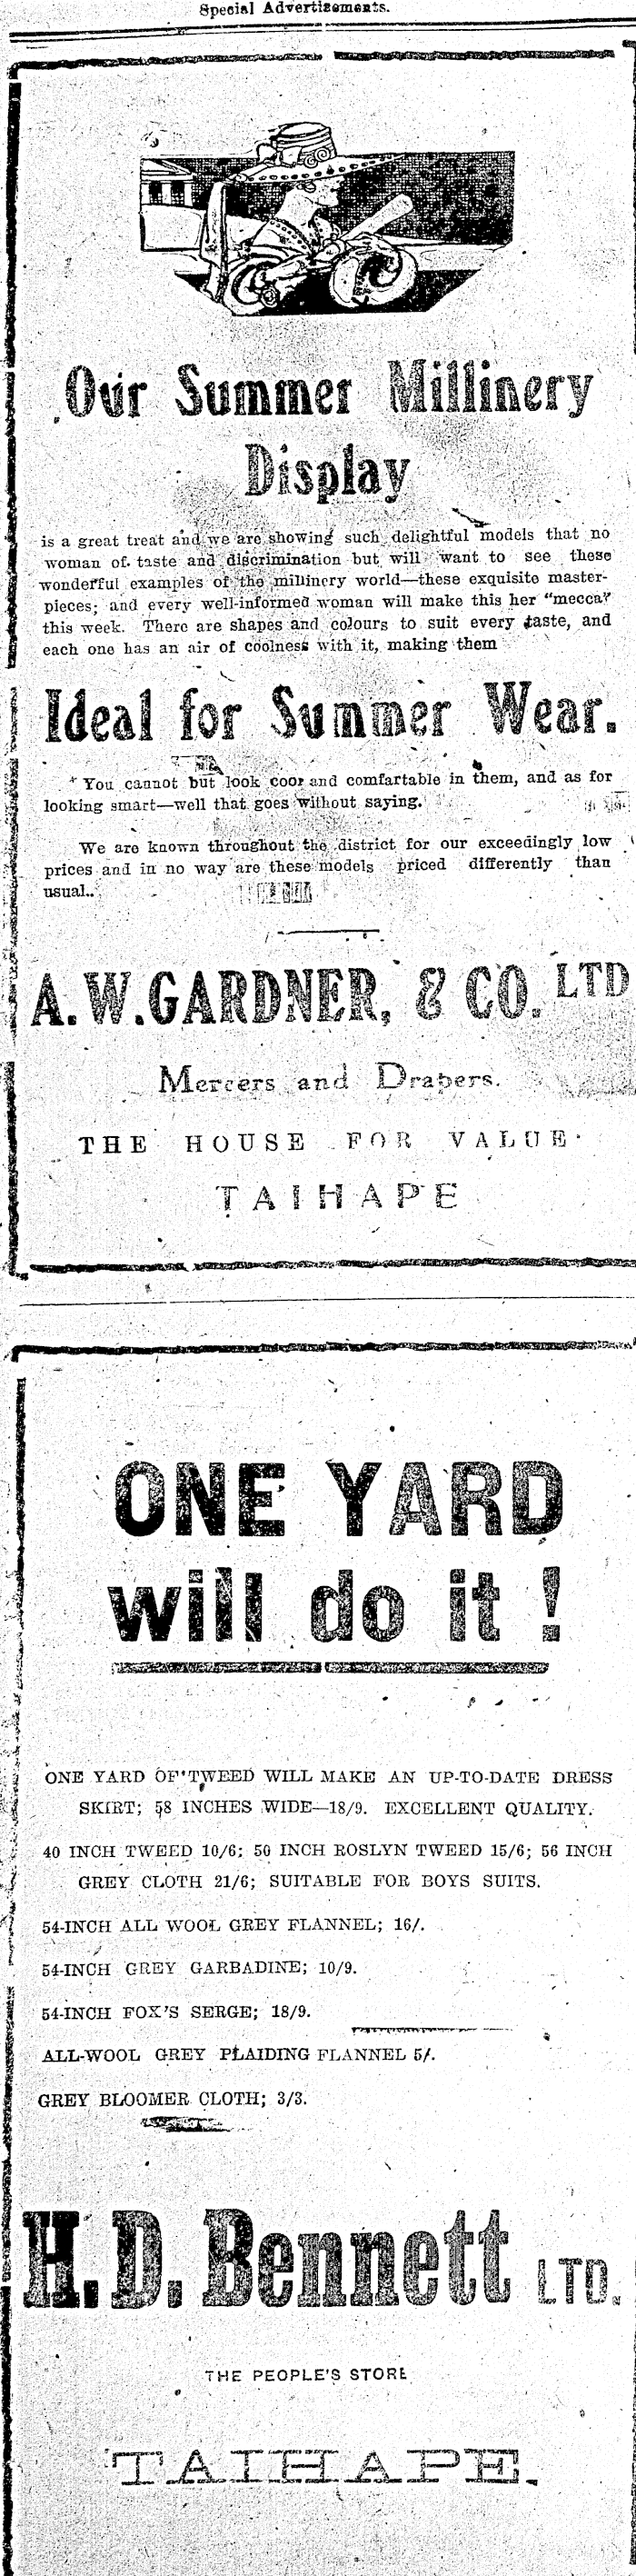 Special Advertisements.
Our Summer Millinery
Display
is a great treat and we are showing such delightful models that no
woman of. taste and discrimination but will want to see these
wonderful examples of the millinery world—these exquisite master-
pieces; and every well-informed woman will make this her "mecca"
this week. There are shapes and colours to suit every taste, and
each one has an air of coolness with it, making them
Ideal for Summer Wear.
You cannot but look cool and comfartable in them, and as for
looking smart—well that goes without saying.
We are known throughout the district for our exceedingly low
prices and in no way are these models priced differently than
usual..
A. W. GARDNER, & CO. LTD
Mercers and Drapers.
THE HOUSE FOR VALUE.
TAIHAPE
ONE YARD
will do it!
ONE YARD OF TWEED WILL MAKE AN UP-TO-DATE DRESS
SKIRT; 58 INCHES WIDE—18/9. EXCELLENT QUALITY.
40 INCH TWEED 10/6; 50 INCH ROSLYN TWEED 15/6; 56 INCH
GREY CLOTH 21/6; SUITABLE FOR BOYS SUITS.
54-INCH ALL WOOL GREY FLANNEL; 16/.
54-INCH GREY GARBADINE; 10/9.
54-INCH FOX'S SERGE; 18/9.
ALL-WOOL GREY PLAIDING FLANNEL 5/.
GREY BLOOMER CLOTH; 3/3.
H.D. Bennett LTD.
THE PEOPLE'S STORE
TAIHAPE.